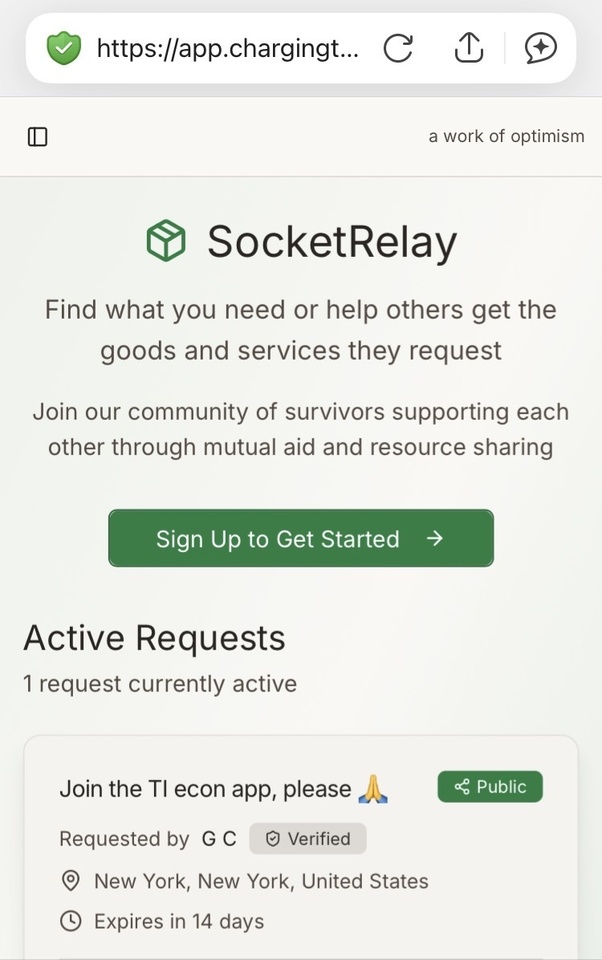 https://app.chargingt...
a work of optimism
SocketRelay
Find what you need or help others get the
goods and services they request
Join our community of survivors supporting each
other through mutual aid and resource sharing
Sign Up to Get Started →
Active Requests
1 request currently active
Join the TI econ app, please 🙏
Public
Requested by G C Verified
New York, New York, United States
Expires in 14 days